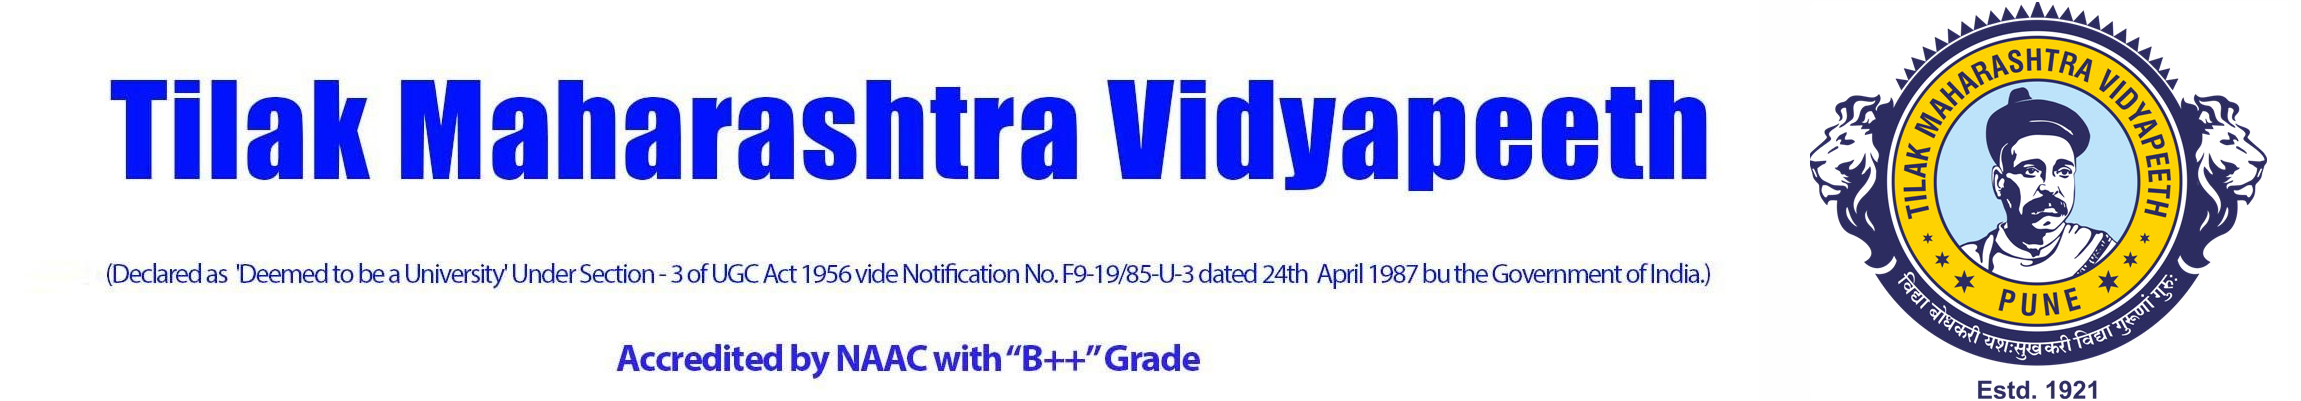 Tilak Maharashtra Vidyapeeth
(Declared as 'Deemed to be a University' Under Section - 3 of UGC Act 1956 vide Notification No. F9-19/85-U-3 dated 24th April 1987 bu the Government of India.)
Accredited by NAAC with “B++” Grade
TILAK MAHARASHTRA VIDYAPEETH
PUNE
विद्या बोधकरी यशःसुखकरी विद्या गुरूणां गुरुः
Estd. 1921